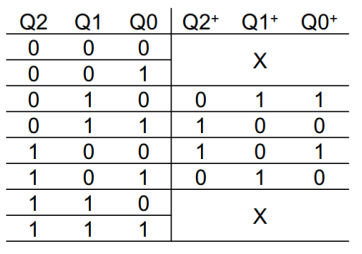 Q2 Q1 Q0 Q2+ Q1+ Q0+
0 0 0
X
0 0 1
0 1 0 0 1 1
0 1 1 1 0 0
1 0 0 1 0 1
1 0 1 0 1 0
1 1 0
X
1 1 1